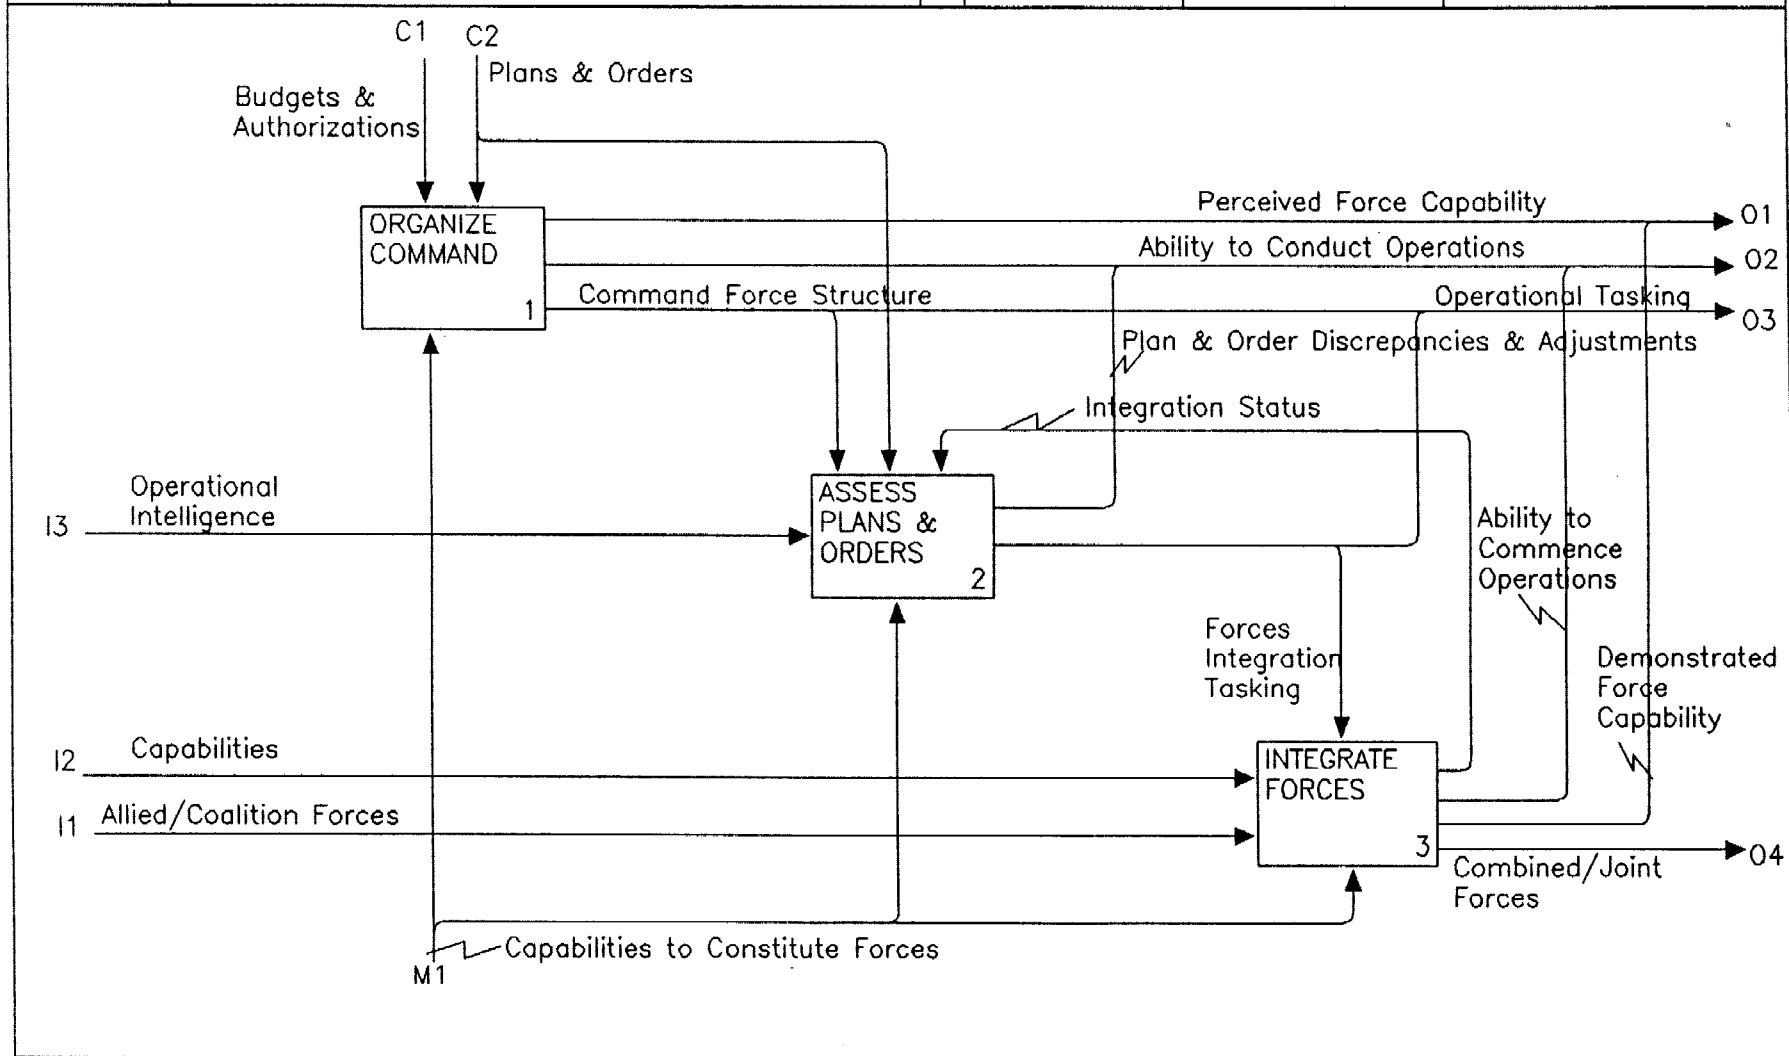 C1
C2
Plans & Orders
Budgets &
Authorizations
ORGANIZE
COMMAND
1
Perceived Force Capability
O1
Ability to Conduct Operations
O2
Command Force Structure
Operational Tasking
O3
Plan & Order Discrepancies & Adjustments
Integration Status
Operational
Intelligence
I3
ASSESS
PLANS &
ORDERS
2
Ability to
Commence
Operations
Forces
Integration
Tasking
Demonstrated
Force
Capability
I2
Capabilities
INTEGRATE
FORCES
3
I1
Allied/Coalition Forces
O4
Combined/Joint
Forces
Capabilities to Constitute Forces
M1